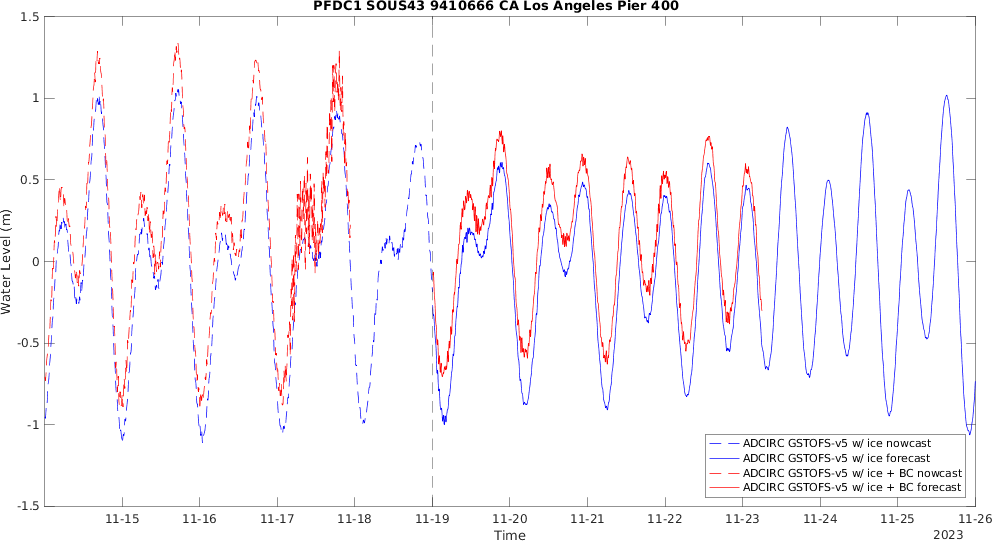 PFDC1 SOUS43 9410666 CA Los Angeles Pier 400
1.5
1
0.5
0
-0.5
-1
-1.5
Water Level (m)
11-15
11-16
11-17
11-18
11-19
11-20
11-21
11-22
11-23
11-24
11-25
11-26
Time
2023
ADCIRC GSTOFS-v5 w/ ice nowcast
ADCIRC GSTOFS-v5 w/ ice forecast
ADCIRC GSTOFS-v5 w/ ice + BC nowcast
ADCIRC GSTOFS-v5 w/ ice + BC forecast